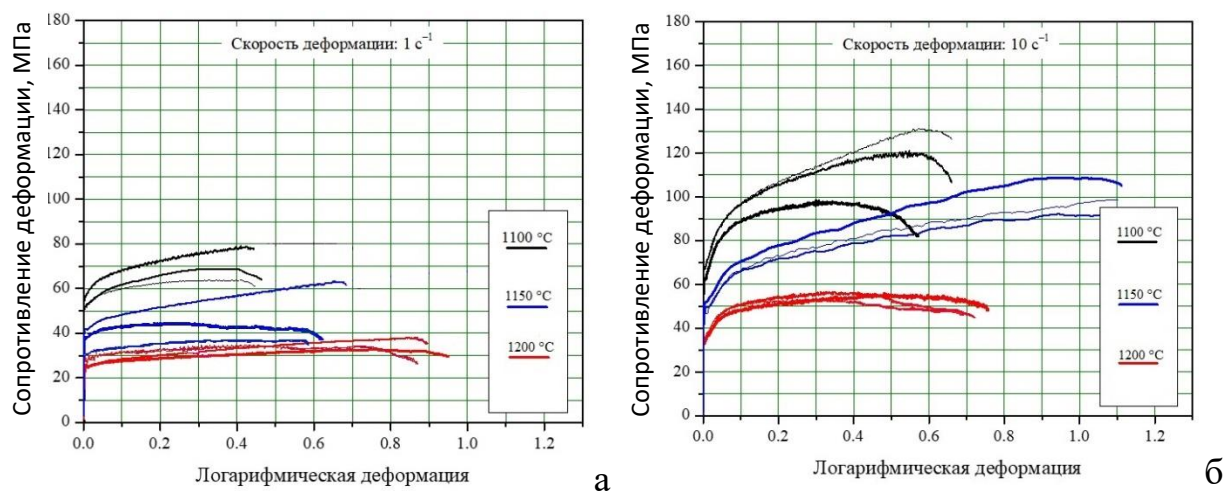 Сопротивление деформации, МПа
180
160
140
120
100
80
60
40
20
0
Скорость деформации: 1 с⁻¹
1100 °C
1150 °C
1200 °C
0.0 0.2 0.4 0.6 0.8 1.0 1.2
Логарифмическая деформация
а
Сопротивление деформации, МПа
180
160
140
120
100
80
60
40
20
0
Скорость деформации: 10 с⁻¹
1100 °C
1150 °C
1200 °C
0.0 0.2 0.4 0.6 0.8 1.0 1.2
Логарифмическая деформация
б